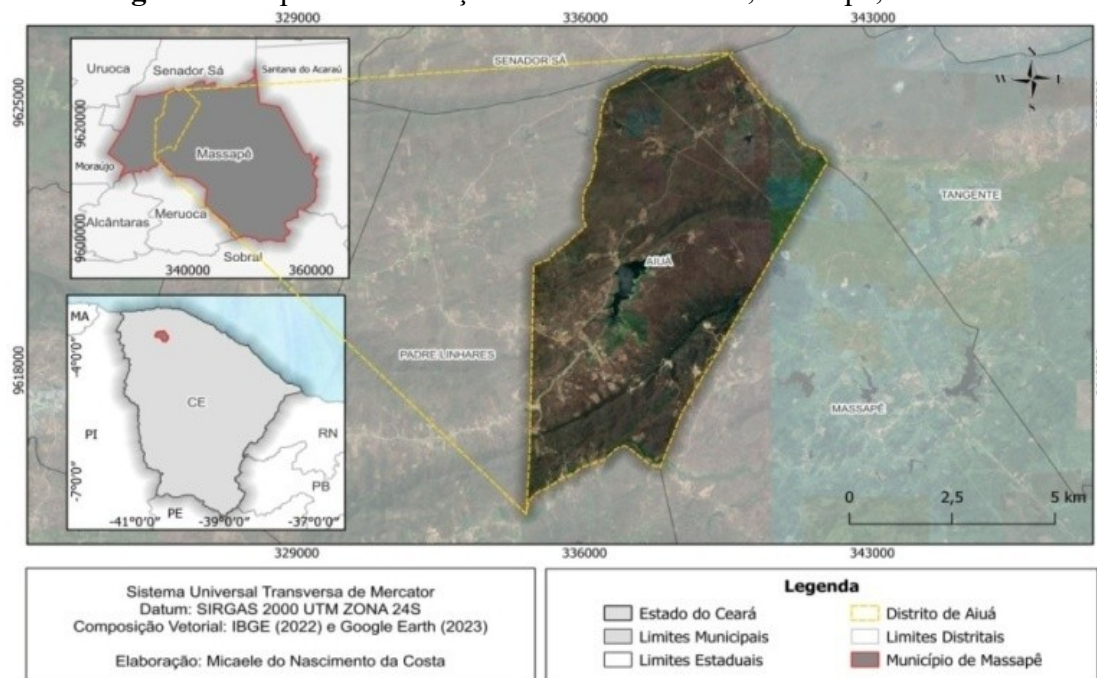 329000 336000 343000
9625000
9618000
Uruoca
Senador Sá
Santana do Acaraú
Massapê
Moraújo
Alcântaras
Meruoca
Sobral
9620000
9600000
340000 360000
MA
CE
PI
RN
PB
PE
-4°0'0"
-7°0'0"
-41°0'0" -39°0'0" -37°0'0"
SENADOR SÁ
TANGENTE
AIUÁ
PADRE LINHARES
MASSAPÊ
0 2,5 5 km
329000 336000 343000
Sistema Universal Transversa de Mercator
Datum: SIRGAS 2000 UTM ZONA 24S
Composição Vetorial: IBGE (2022) e Google Earth (2023)
Elaboração: Micaele do Nascimento da Costa
Legenda
Estado do Ceará
Limites Municipais
Limites Estaduais
Distrito de Aiuá
Limites Distritais
Município de Massapê